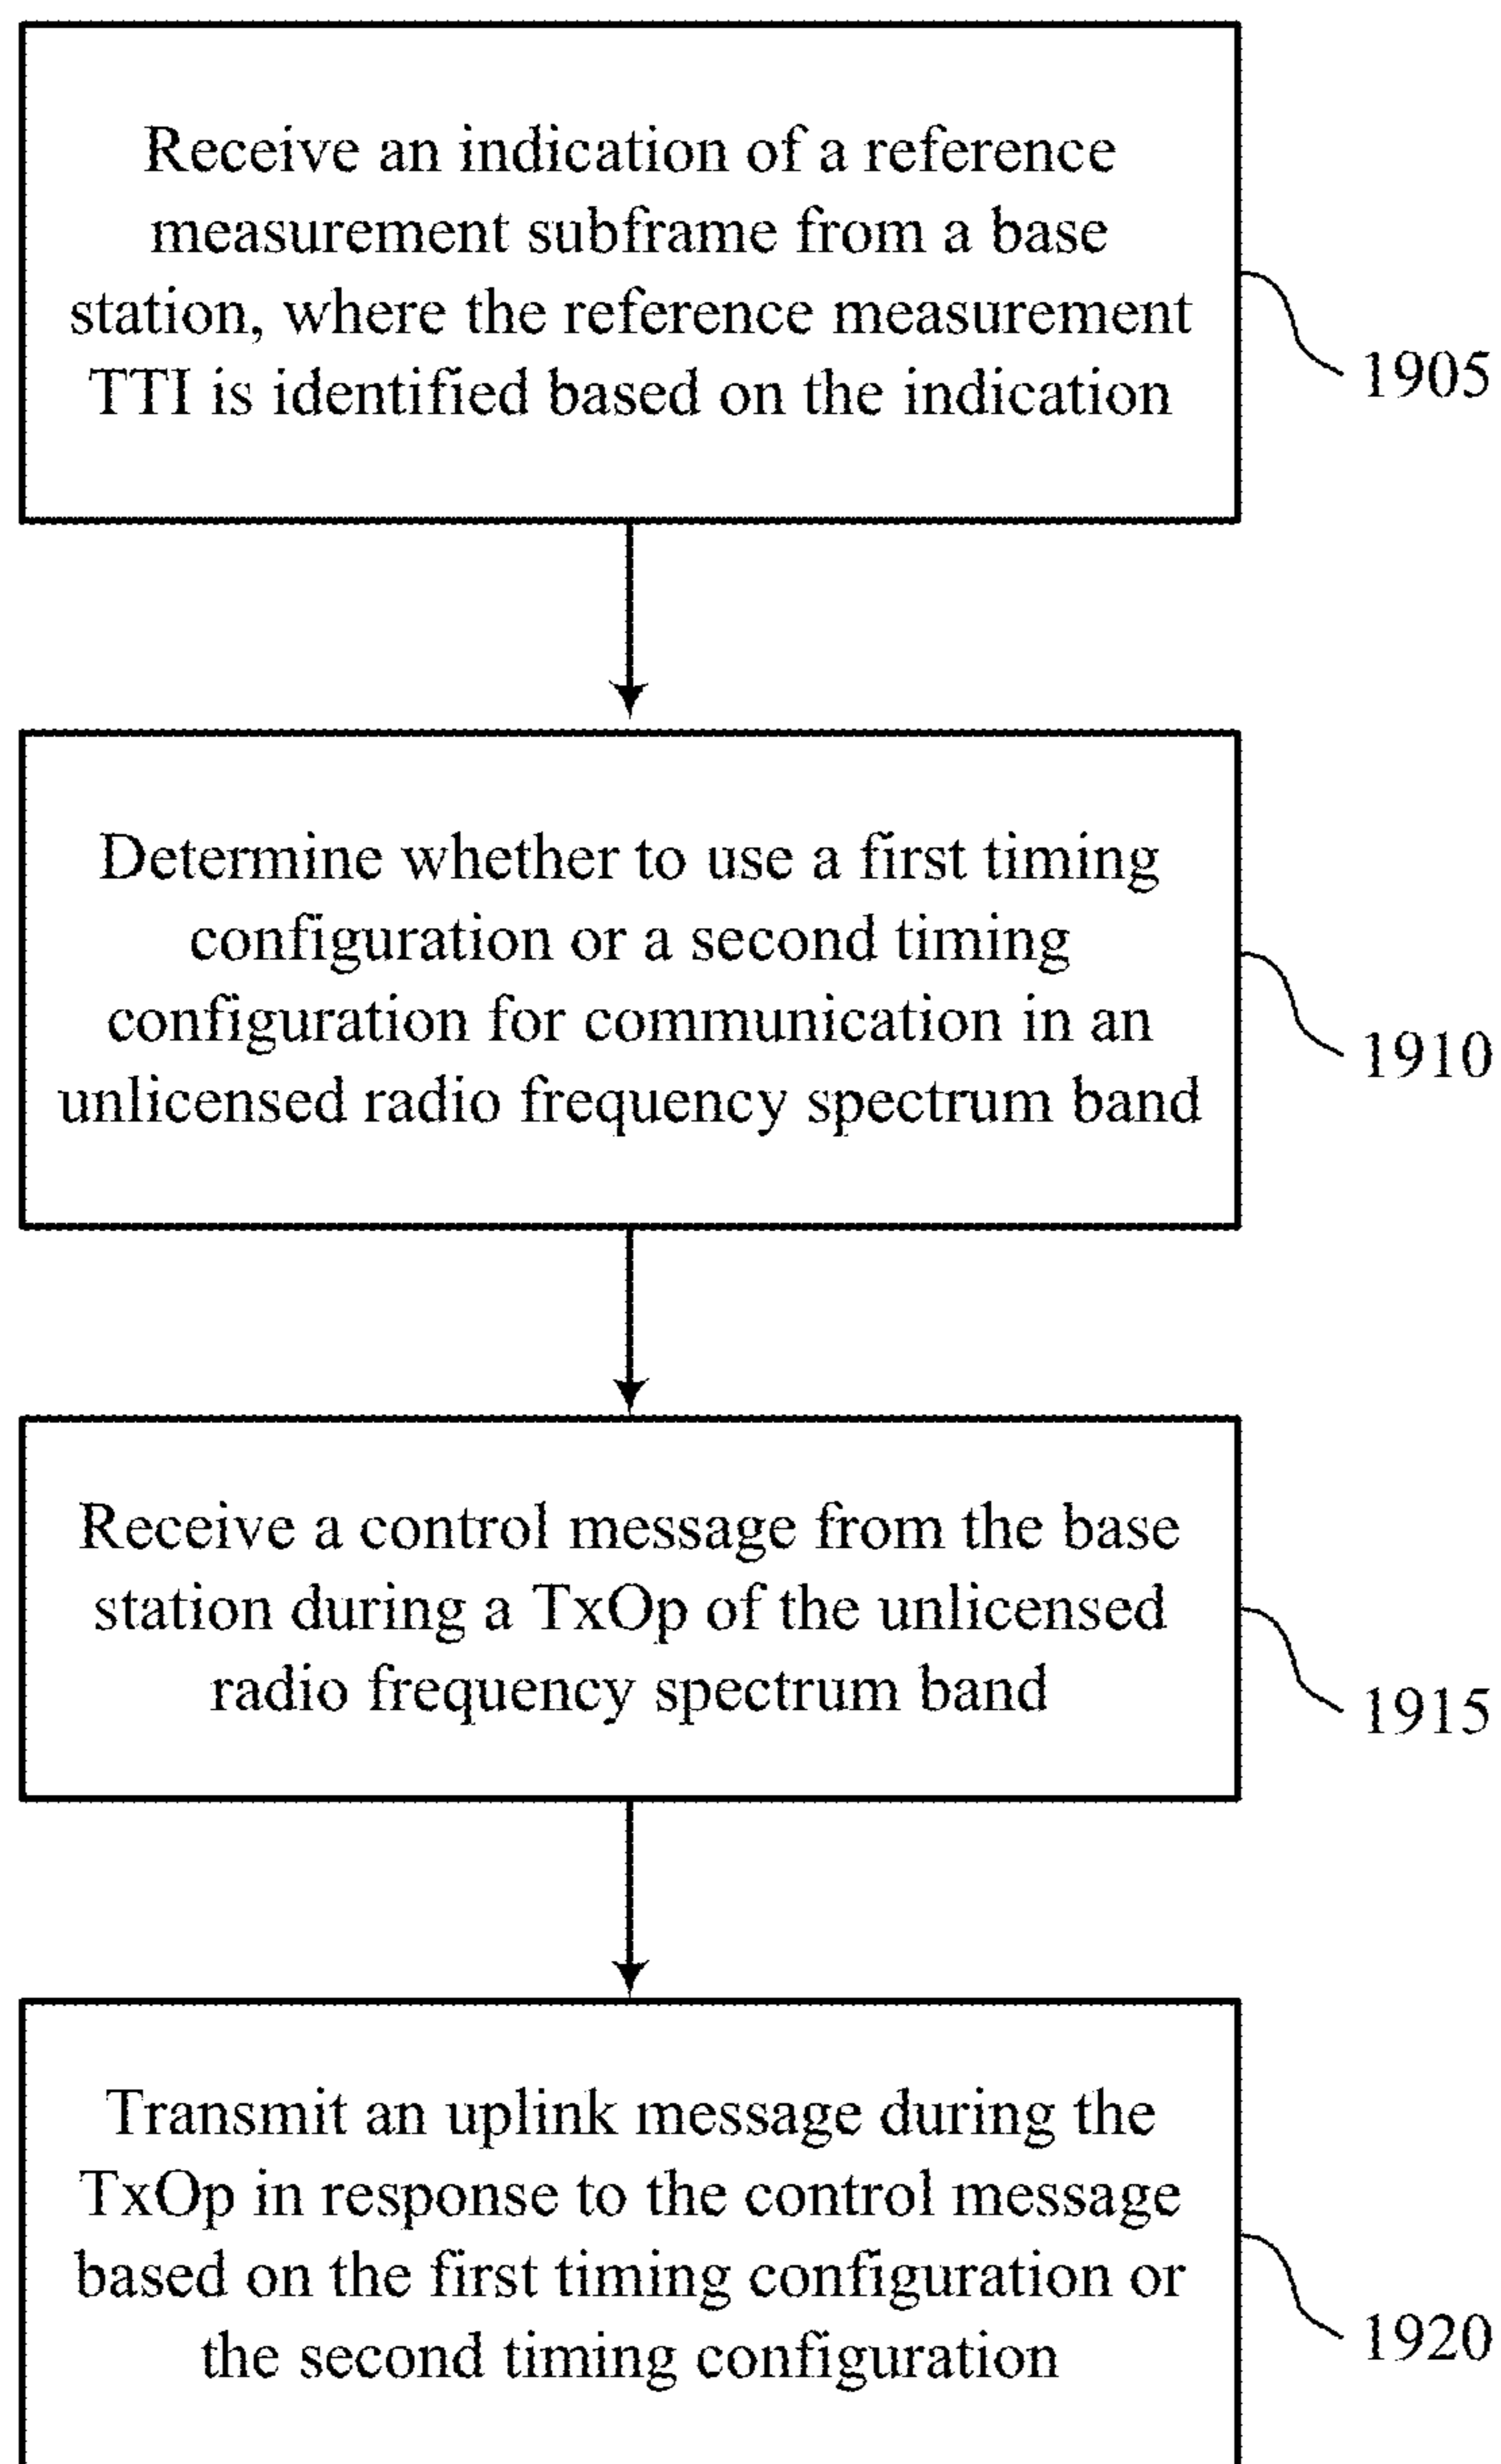 Receive an indication of a reference
measurement subframe from a base
station, where the reference measurement
TTI is identified based on the indication
1905
Determine whether to use a first timing
configuration or a second timing
configuration for communication in an
unlicensed radio frequency spectrum band
1910
Receive a control message from the base
station during a TxOp of the unlicensed
radio frequency spectrum band
1915
Transmit an uplink message during the
TxOp in response to the control message
based on the first timing configuration or
the second timing configuration
1920